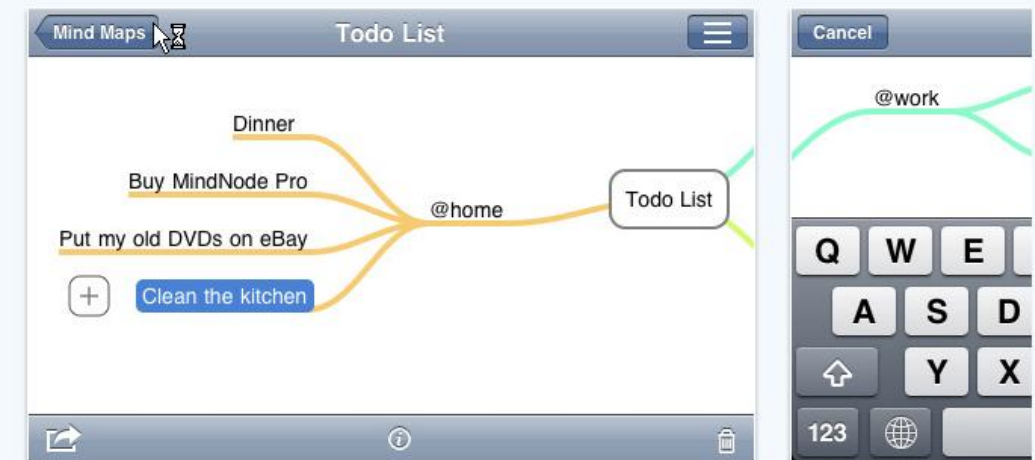 Mind Maps
Todo List
Dinner
Buy MindNode Pro
Put my old DVDs on eBay
Clean the kitchen
@home
Todo List
Cancel
@work
Q W E
A S D
Y X
123